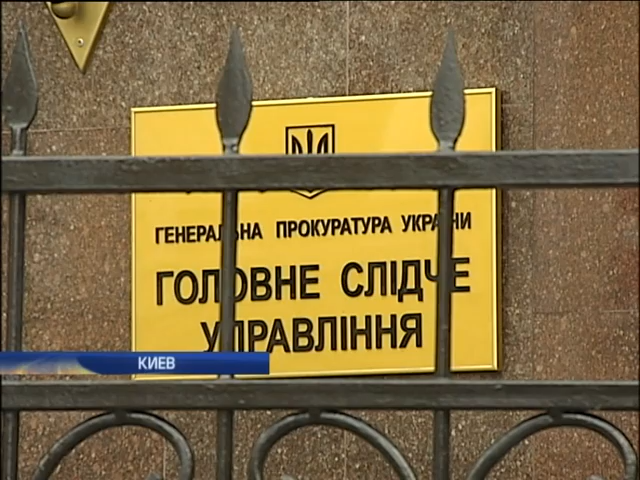 ГЕНЕРАЛЬНА ПРОКУРАТУРА УКРАЇНИ
ГОЛОВНЕ СЛІДЧЕ
УПРАВЛІННЯ
КИЕВ